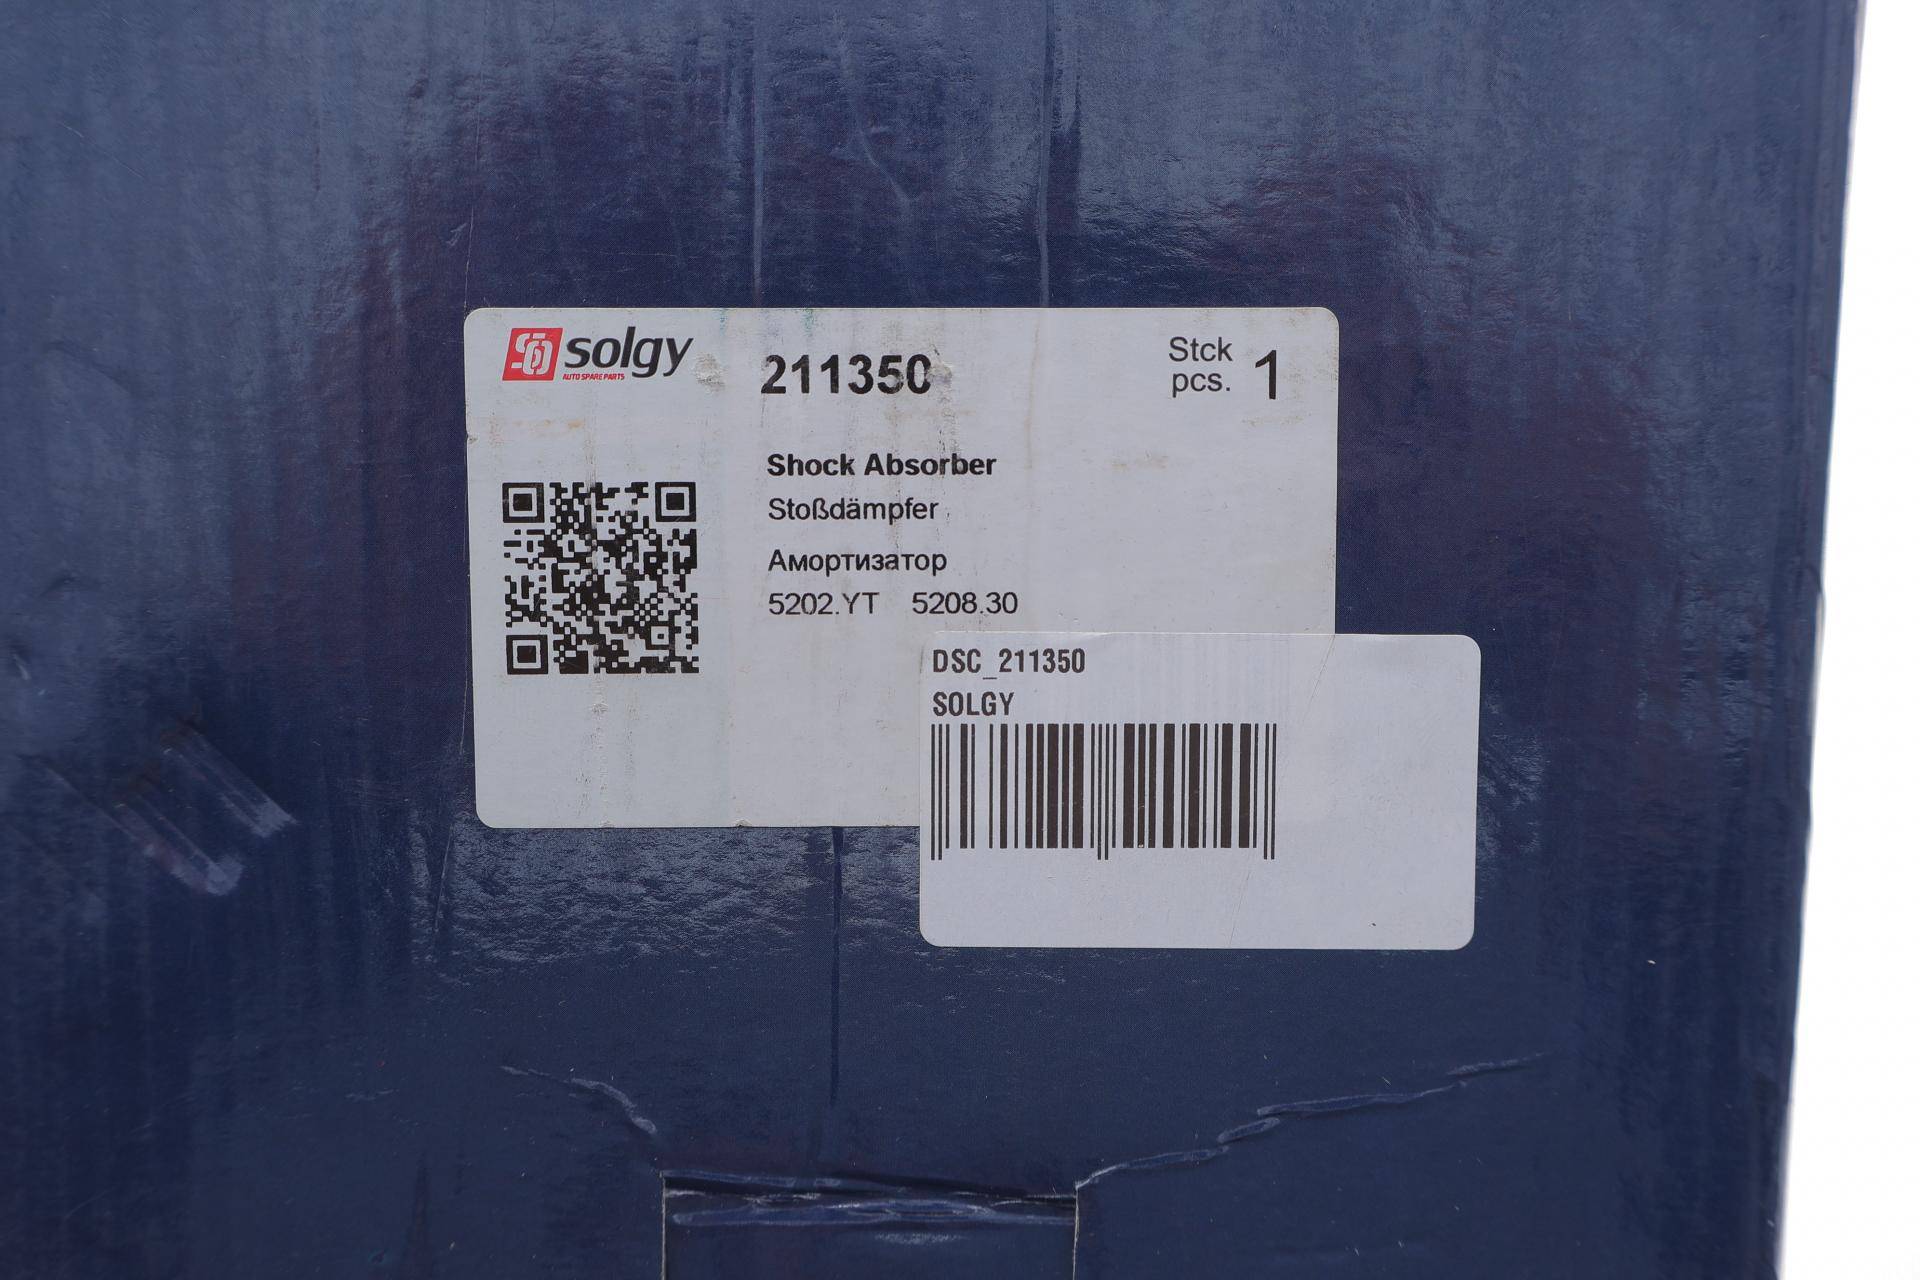 solgy
AUTO SPARE PARTS
211350
Stck
pcs. 1
Shock Absorber
Stoßdämpfer
Амортизатор
5202.YT 5208.30
DSC_211350
SOLGY